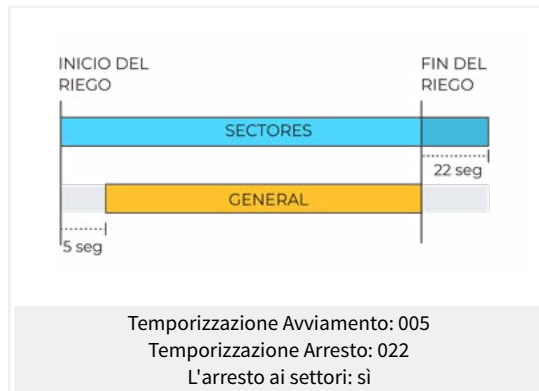 INICIO DEL
RIEGO
FIN DEL
RIEGO
SECTORES
22 seg
GENERAL
5 seg
Temporizzazione Avviamento: 005
Temporizzazione Arresto: 022
L'arresto ai settori: sì